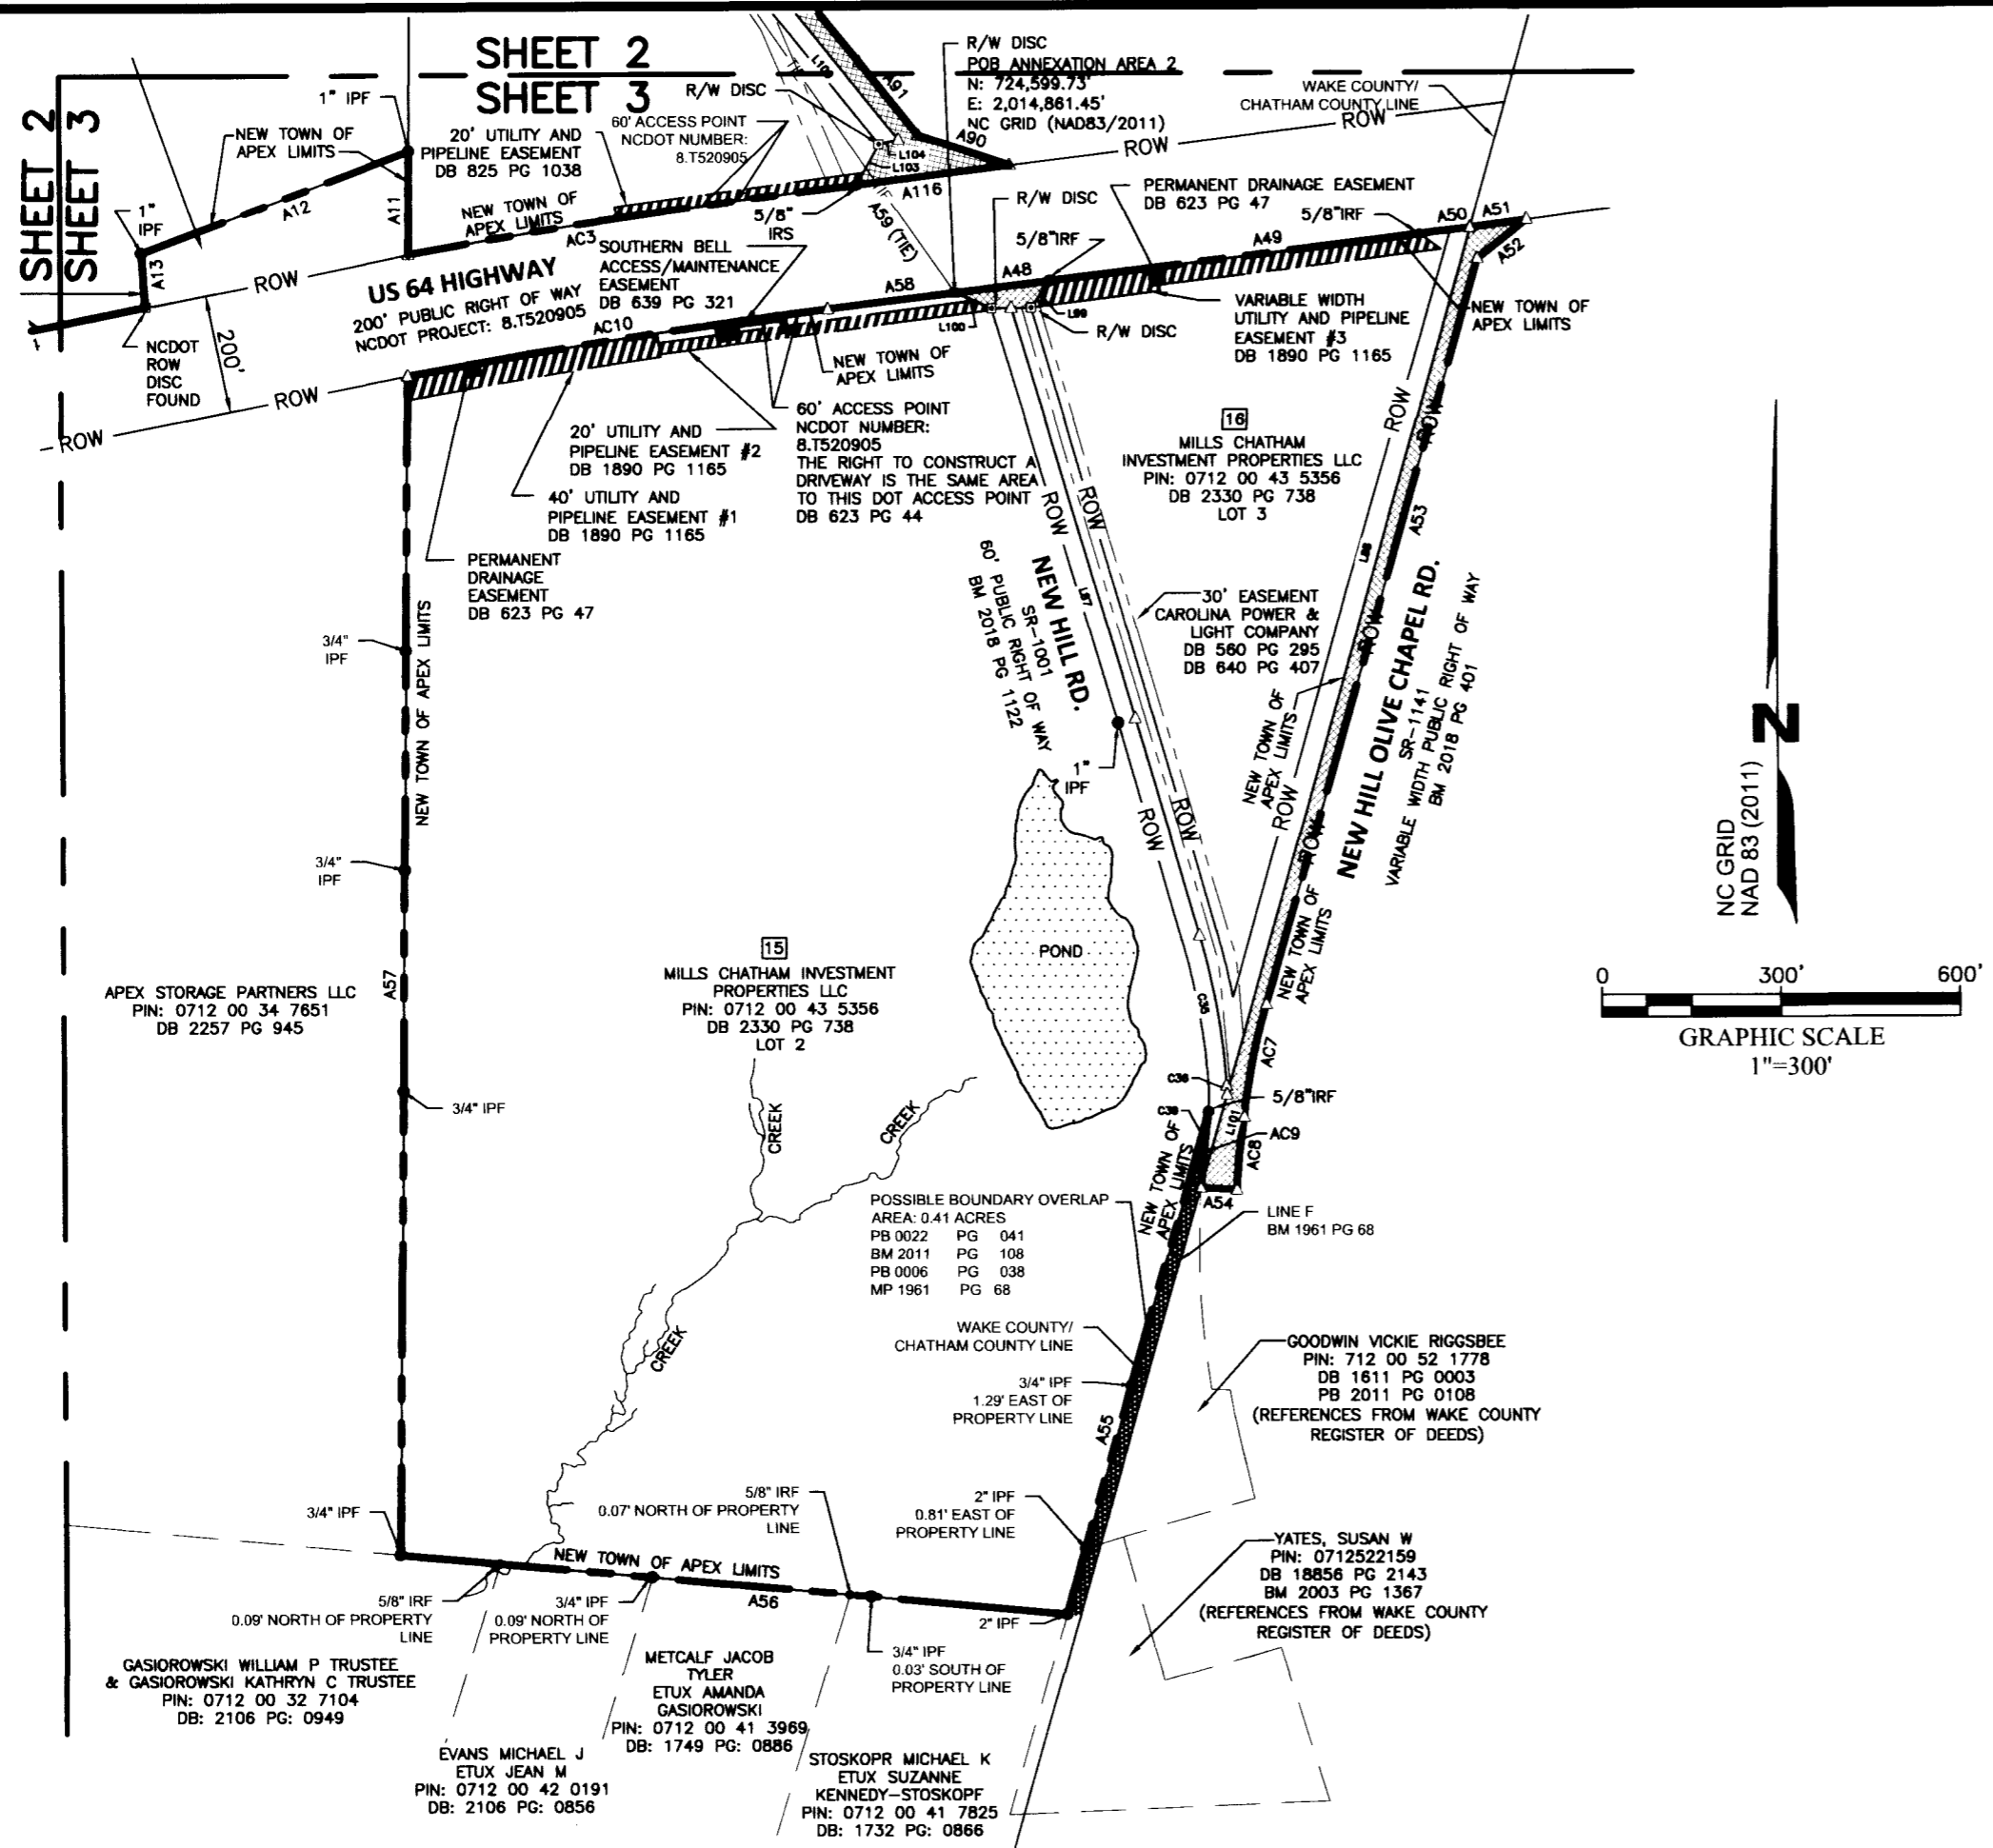 SHEET 2
SHEET 3
SHEET 2
SHEET 3
R/W DISC
POB ANNEXATION AREA 2
N: 724,599.73'
E: 2,014,861.45'
NC GRID (NAD83/2011)
WAKE COUNTY/
CHATHAM COUNTY LINE
ROW
ROW
1" IPF
NEW TOWN OF
APEX LIMITS
20' UTILITY AND
PIPELINE EASEMENT
DB 825 PG 1038
R/W DISC
60' ACCESS POINT
NCDOT NUMBER:
8.T520905
L109
A91
A90
L104
L103
A116
A59 (TIE)
1"
IPF
A12
A11
A13
NEW TOWN OF
APEX LIMITS
AC3
5/8"
IRS
R/W DISC
PERMANENT DRAINAGE EASEMENT
DB 623 PG 47
5/8"IRF
A50
A51
A52
A49
5/8"IRF
A48
A58
SOUTHERN BELL
ACCESS/MAINTENANCE
EASEMENT
DB 639 PG 321
ROW
US 64 HIGHWAY
200' PUBLIC RIGHT OF WAY
NCDOT PROJECT: 8.T520905
AC10
L100
L99
R/W DISC
VARIABLE WIDTH
UTILITY AND PIPELINE
EASEMENT #3
DB 1890 PG 1165
NEW TOWN OF
APEX LIMITS
NCDOT
ROW
DISC
FOUND
200'
ROW
ROW
NEW TOWN OF
APEX LIMITS
20' UTILITY AND
PIPELINE EASEMENT #2
DB 1890 PG 1165
40' UTILITY AND
PIPELINE EASEMENT #1
DB 1890 PG 1165
60' ACCESS POINT
NCDOT NUMBER:
8.T520905
THE RIGHT TO CONSTRUCT A
DRIVEWAY IS THE SAME AREA
TO THIS DOT ACCESS POINT
DB 623 PG 44
16
MILLS CHATHAM
INVESTMENT PROPERTIES LLC
PIN: 0712 00 43 5356
DB 2330 PG 738
LOT 3
ROW
ROW
A53
L98
PERMANENT
DRAINAGE
EASEMENT
DB 623 PG 47
ROW
ROW
L97
NEW HILL RD.
SR-1001
60' PUBLIC RIGHT OF WAY
BM 2018 PG 1122
30' EASEMENT
CAROLINA POWER &
LIGHT COMPANY
DB 560 PG 295
DB 640 PG 407
ROW
NEW HILL OLIVE CHAPEL RD.
SR-1141
VARIABLE WIDTH PUBLIC RIGHT OF WAY
BM 2018 PG 401
NEW TOWN OF
APEX LIMITS
ROW
ROW
3/4"
IPF
NEW TOWN OF APEX LIMITS
1"
IPF
ROW
ROW
N
NC GRID
NAD 83 (2011)
3/4"
IPF
POND
NEW TOWN OF
APEX LIMITS
15
MILLS CHATHAM INVESTMENT
PROPERTIES LLC
PIN: 0712 00 43 5356
DB 2330 PG 738
LOT 2
APEX STORAGE PARTNERS LLC
PIN: 0712 00 34 7651
DB 2257 PG 945
A57
C35
AC7
0 300' 600'
GRAPHIC SCALE
1"=300'
3/4" IPF
CREEK
CREEK
C36
5/8"IRF
L101
AC9
AC8
NEW TOWN OF
APEX LIMITS
A54
LINE F
BM 1961 PG 68
POSSIBLE BOUNDARY OVERLAP
AREA: 0.41 ACRES
PB 0022 PG 041
BM 2011 PG 108
PB 0006 PG 038
MP 1961 PG 68
WAKE COUNTY/
CHATHAM COUNTY LINE
CREEK
3/4" IPF
1.29' EAST OF
PROPERTY LINE
A55
GOODWIN VICKIE RIGGSBEE
PIN: 712 00 52 1778
DB 1611 PG 0003
PB 2011 PG 0108
(REFERENCES FROM WAKE COUNTY
REGISTER OF DEEDS)
3/4" IPF
5/8" IRF
0.07' NORTH OF PROPERTY
LINE
2" IPF
0.81' EAST OF
PROPERTY LINE
NEW TOWN OF APEX LIMITS
A56
YATES, SUSAN W
PIN: 0712522159
DB 18856 PG 2143
BM 2003 PG 1367
(REFERENCES FROM WAKE COUNTY
REGISTER OF DEEDS)
5/8" IRF
0.09' NORTH OF PROPERTY
LINE
3/4" IPF
0.09' NORTH OF
PROPERTY LINE
2" IPF
3/4" IPF
0.03' SOUTH OF
PROPERTY LINE
GASIOROWSKI WILLIAM P TRUSTEE
& GASIOROWSKI KATHRYN C TRUSTEE
PIN: 0712 00 32 7104
DB: 2106 PG: 0949
METCALF JACOB
TYLER
ETUX AMANDA
GASIOROWSKI
PIN: 0712 00 41 3969
DB: 1749 PG: 0886
EVANS MICHAEL J
ETUX JEAN M
PIN: 0712 00 42 0191
DB: 2106 PG: 0856
STOSKOPR MICHAEL K
ETUX SUZANNE
KENNEDY-STOSKOPF
PIN: 0712 00 41 7825
DB: 1732 PG: 0866